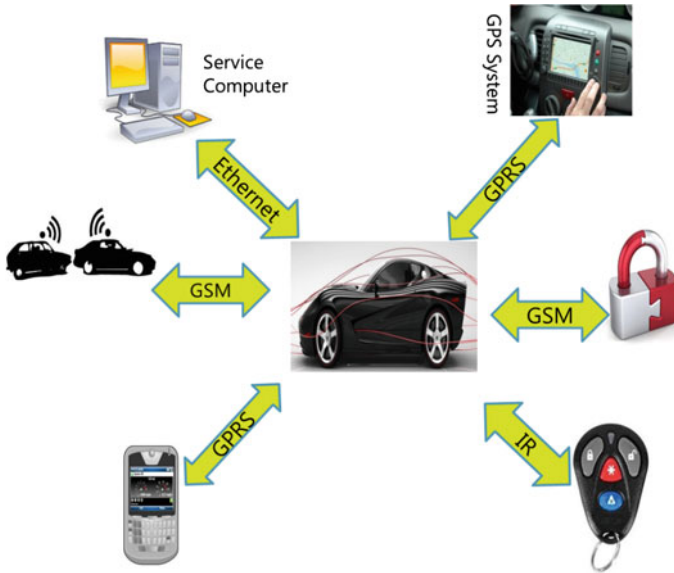 Service
Computer
GPS System
Ethernet
GPRS
GSM
GSM
GPRS
IR